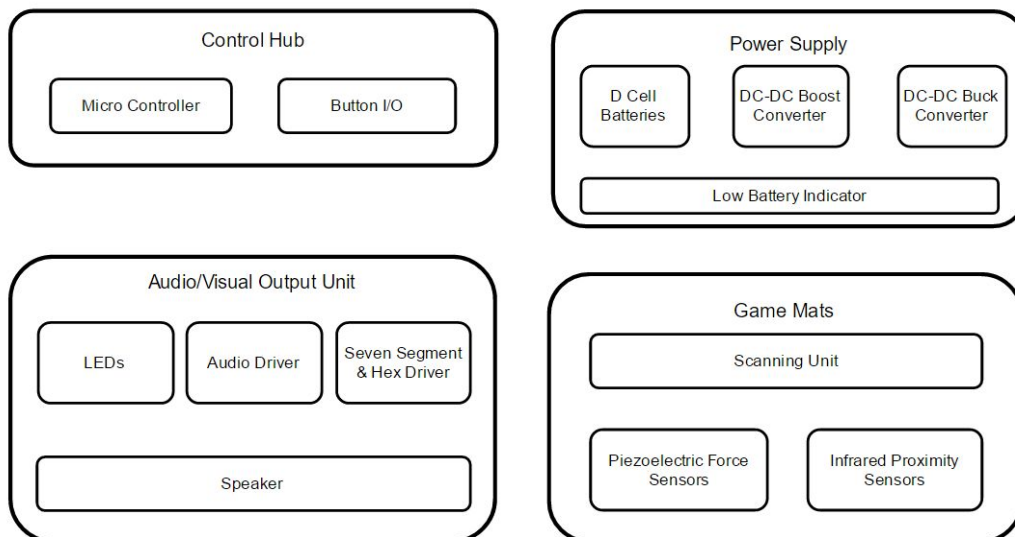 Control Hub
Micro Controller
Button I/O
Power Supply
D Cell
Batteries
DC-DC Boost
Converter
DC-DC Buck
Converter
Low Battery Indicator
Audio/Visual Output Unit
LEDs
Audio Driver
Seven Segment
& Hex Driver
Speaker
Game Mats
Scanning Unit
Piezoelectric Force
Sensors
Infrared Proximity
Sensors